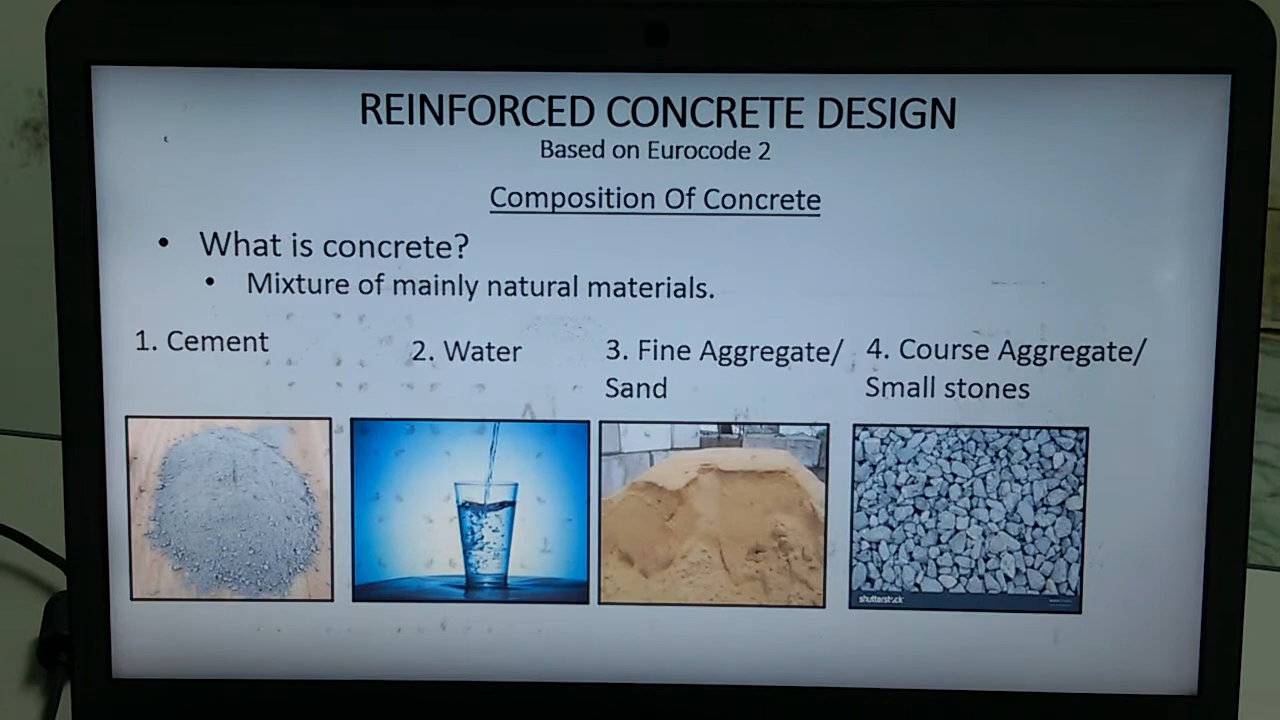 REINFORCED CONCRETE DESIGN
Based on Eurocode 2
Composition Of Concrete
• What is concrete?
• Mixture of mainly natural materials.
1. Cement
2. Water
3. Fine Aggregate/
Sand
4. Course Aggregate/
Small stones
shutterstock